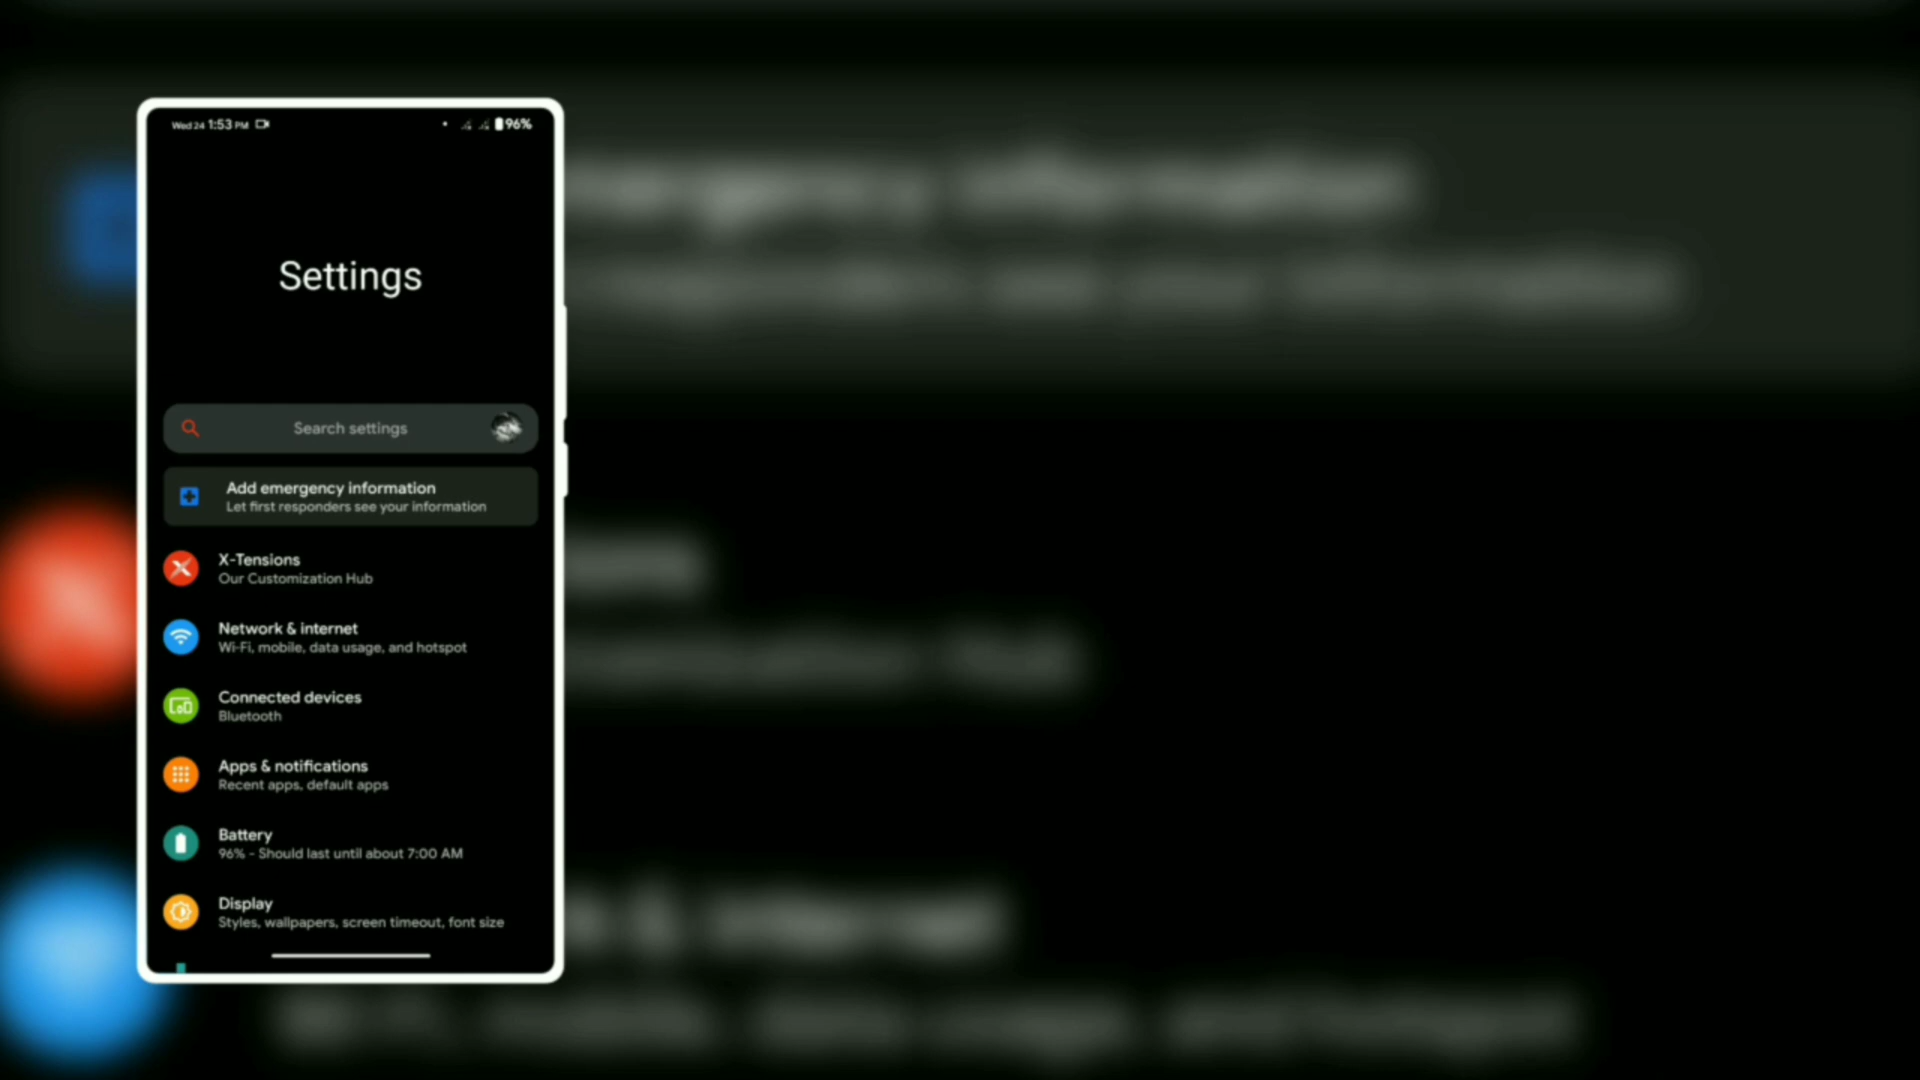 Wed 24 1:53 PM 96%
Settings
Search settings
Add emergency information
Let first responders see your information
X-Tensions
Our Customization Hub
Network & internet
Wi-Fi, mobile, data usage, and hotspot
Connected devices
Bluetooth
Apps & notifications
Recent apps, default apps
Battery
96% - Should last until about 7:00 AM
Display
Styles, wallpapers, screen timeout, font size